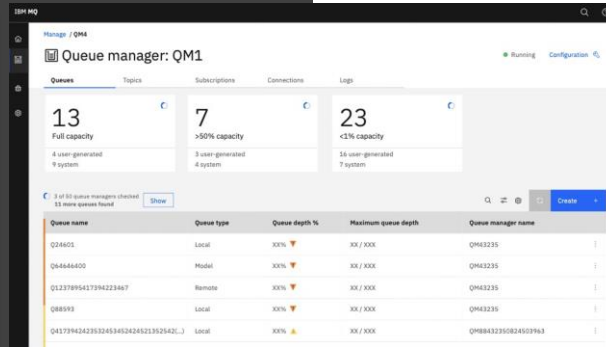 IBM MQ
Manage / QM4
Queue manager: QM1
Running
Configuration
Queues Topics Subscriptions Connections Logs
13
Full capacity
4 user-generated
9 system
7
>50% capacity
3 user-generated
4 system
23
<1% capacity
16 user-generated
7 system
3 of 50 queue managers checked
11 more queues found
Show
Create +
Queue name Queue type Queue depth % Maximum queue depth Queue manager name
Q24601 Local XX% XX / XXX QM43235
Q64646400 Model XX% XX / XXX QM43235
Q1237895417394223467 Remote XX% XX / XXX QM43235
Q88593 Local XX% XX / XXX QM43235
Local XX% XX / XXX QM88432350824503963